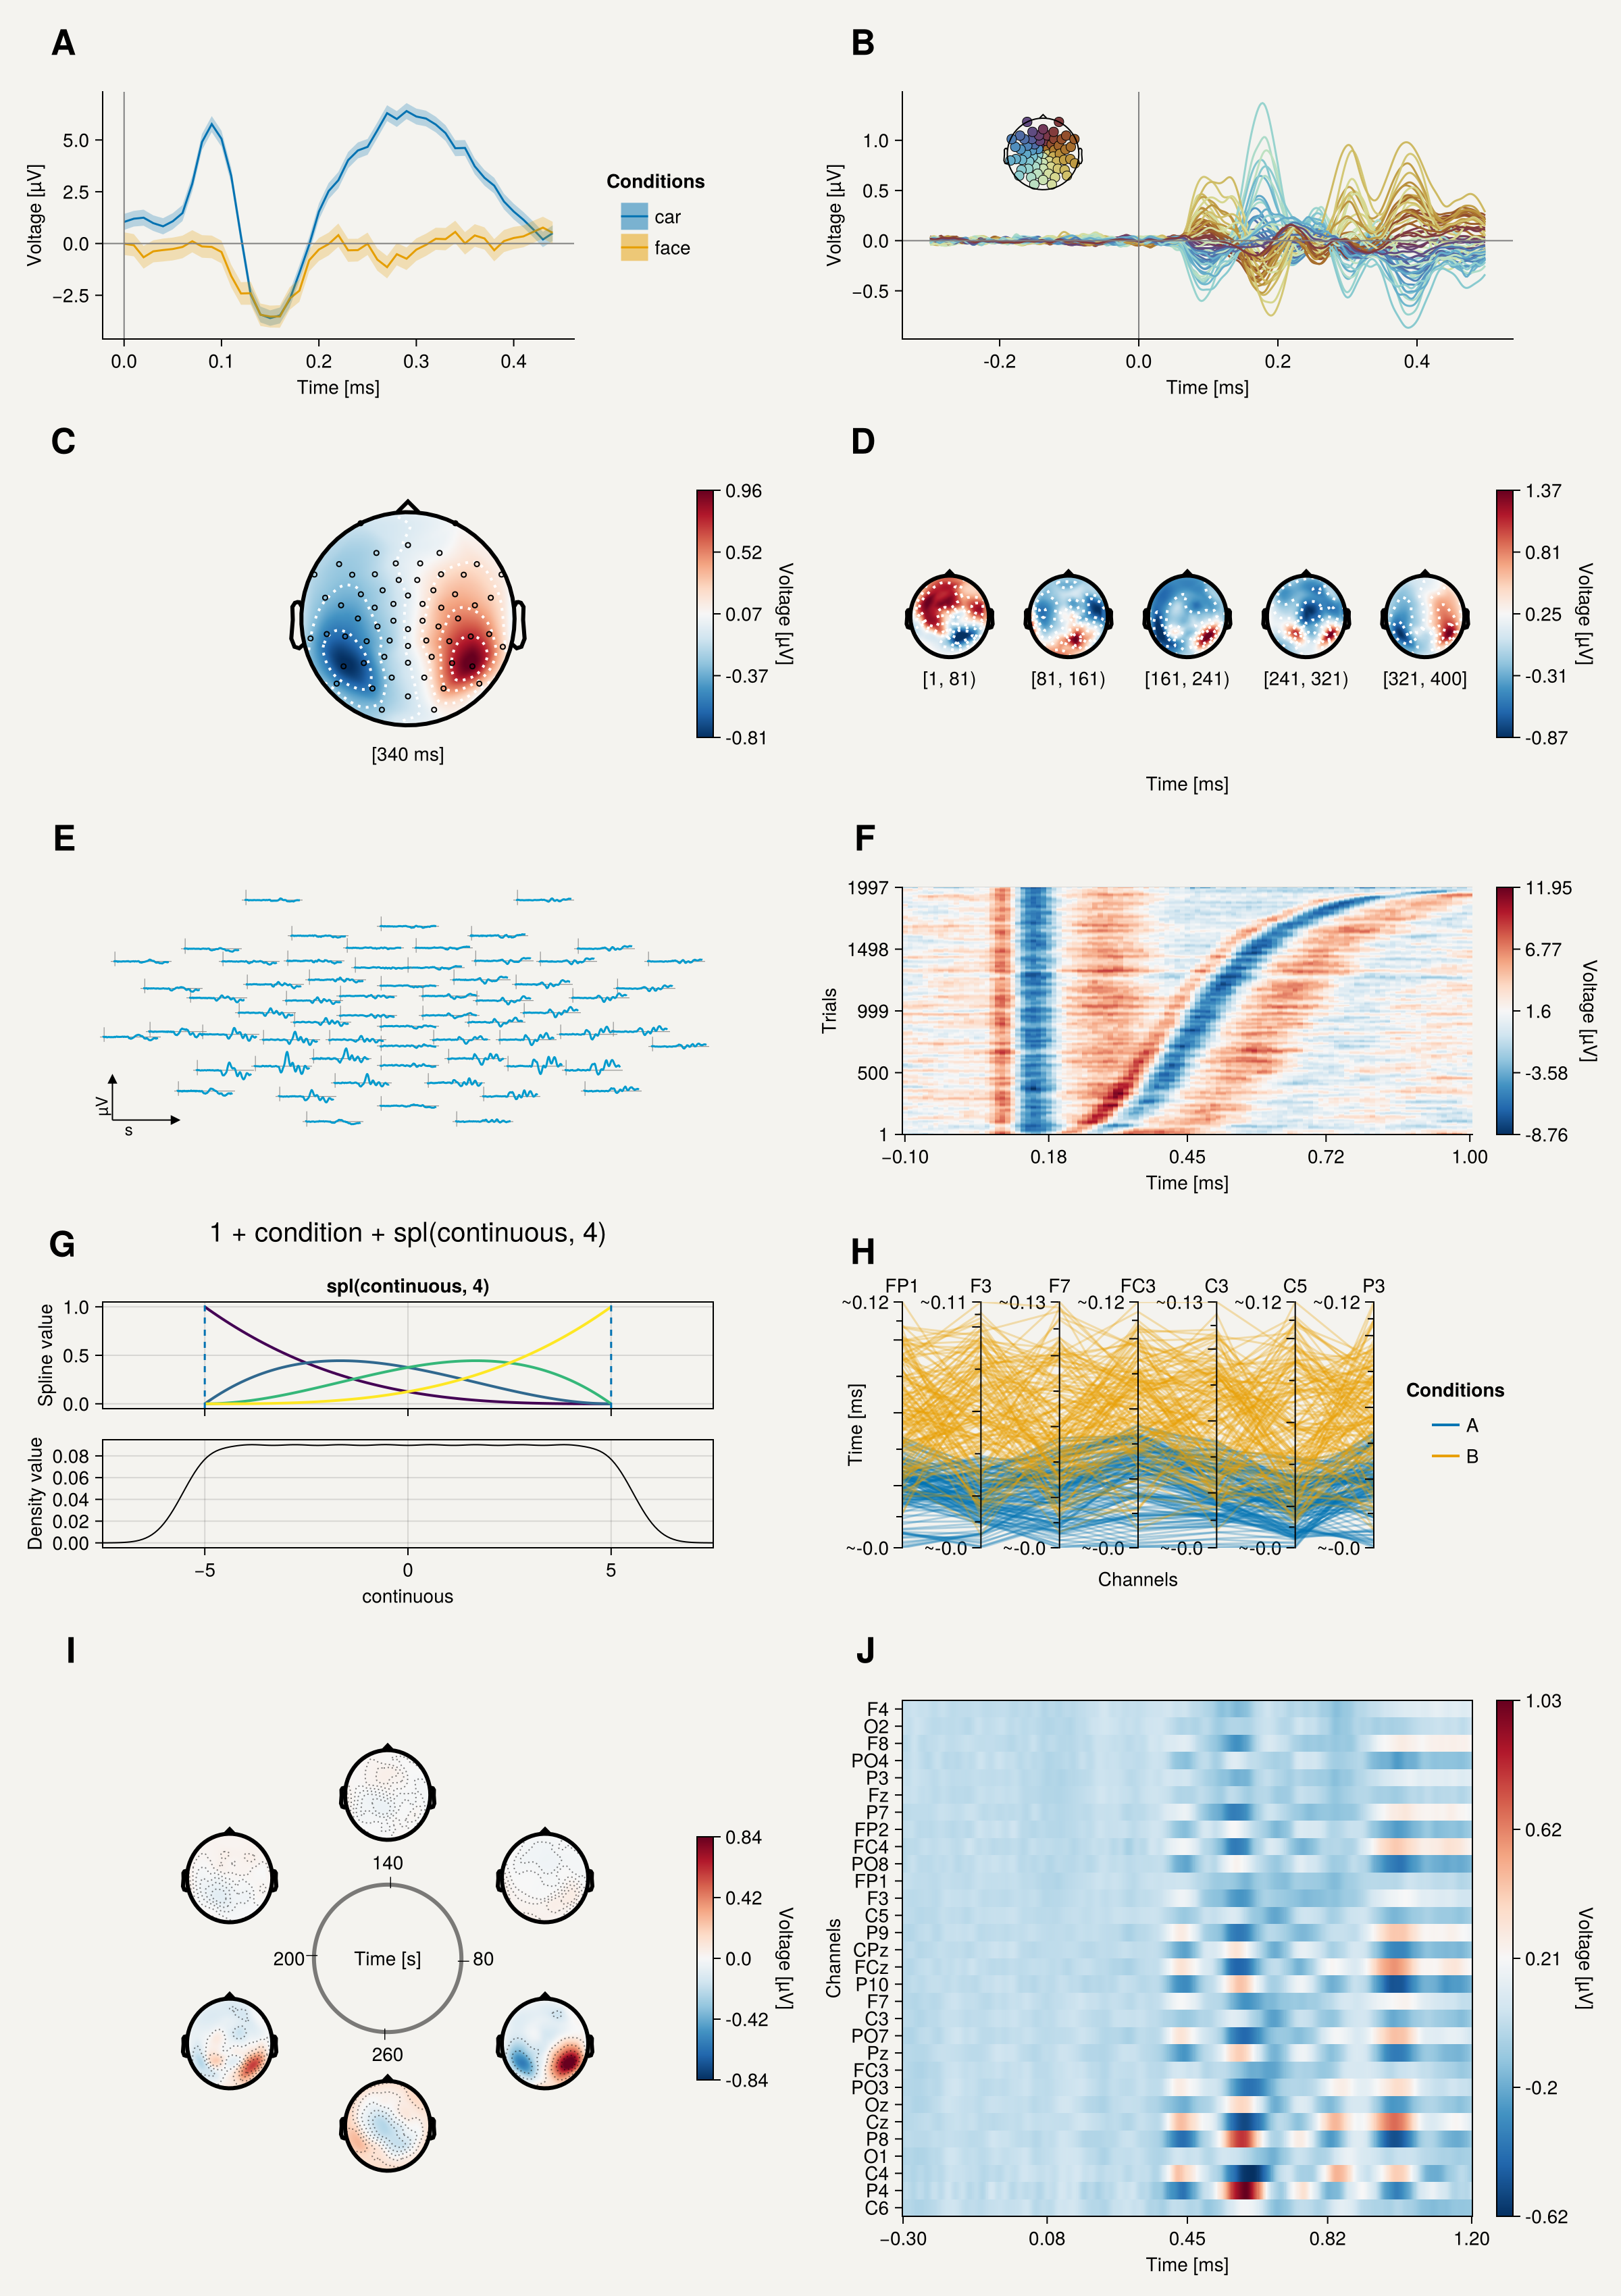 A
5.0
2.5
0.0
−2.5
Voltage [µV]
0.0 0.1 0.2 0.3 0.4
Time [ms]
Conditions
car
face
B
1.0
0.5
0.0
−0.5
Voltage [µV]
-0.2 0.0 0.2 0.4
Time [ms]
C
[340 ms]
0.96
0.52
0.07
-0.37
-0.81
Voltage [µV]
D
[1, 81) [81, 161) [161, 241) [241, 321) [321, 400]
Time [ms]
1.37
0.81
0.25
-0.31
-0.87
Voltage [µV]
E
µV
s
F
1997
1498
999
500
1
Trials
−0.10 0.18 0.45 0.72 1.00
Time [ms]
11.95
6.77
1.6
-3.58
-8.76
Voltage [µV]
G
1 + condition + spl(continuous, 4)
spl(continuous, 4)
1.0
0.5
0.0
Spline value
0.08
0.06
0.04
0.02
0.00
Density value
−5 0 5
continuous
H
FP1 F3 F7 FC3 C3 C5 P3
~0.12 ~0.11 ~0.13 ~0.12 ~0.13 ~0.12 ~0.12
Time [ms]
~-0.0 ~-0.0 ~-0.0 ~-0.0 ~-0.0 ~-0.0 ~-0.0
Channels
Conditions
A
B
I
140
200 Time [s] 80
260
0.84
0.42
0.0
-0.42
-0.84
Voltage [µV]
J
F4
O2
F8
PO4
P3
Fz
P7
FP2
FC4
PO8
FP1
F3
C5
P9
CPz
FCz
P10
F7
C3
PO7
Pz
FC3
PO3
Oz
Cz
P8
O1
C4
P4
C6
Channels
−0.30 0.08 0.45 0.82 1.20
Time [ms]
1.03
0.62
0.21
-0.2
-0.62
Voltage [µV]